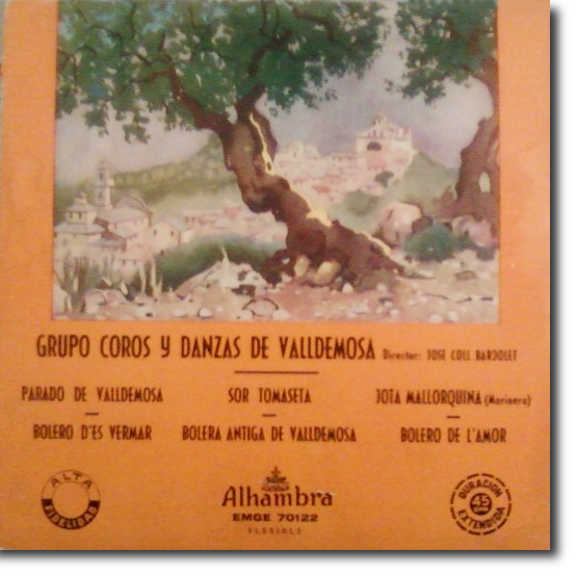 GRUPO COROS Y DANZAS DE VALLDEMOSA Director: JOSE COLL BARDOLET
PARADO DE VALLDEMOSA SOR TOMASETA JOTA MALLORQUINA (Marinera)
BOLERO D'ES VERMAR BOLERA ANTIGA DE VALLDEMOSA BOLERO DE L'AMOR
ALTA FIDELIDAD
Alhambra
EMGE 70122
FLEXIBLE
DURACION
45
EXTENDIDA